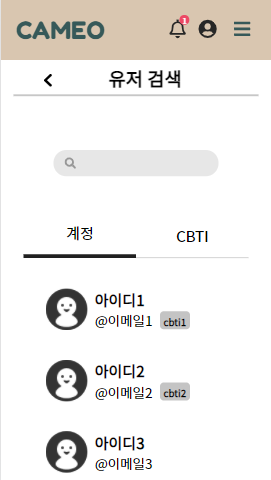 CAMEO
1
유저 검색
계정
CBTI
아이디1
@이메일1 cbti1
아이디2
@이메일2 cbti2
아이디3
@이메일3